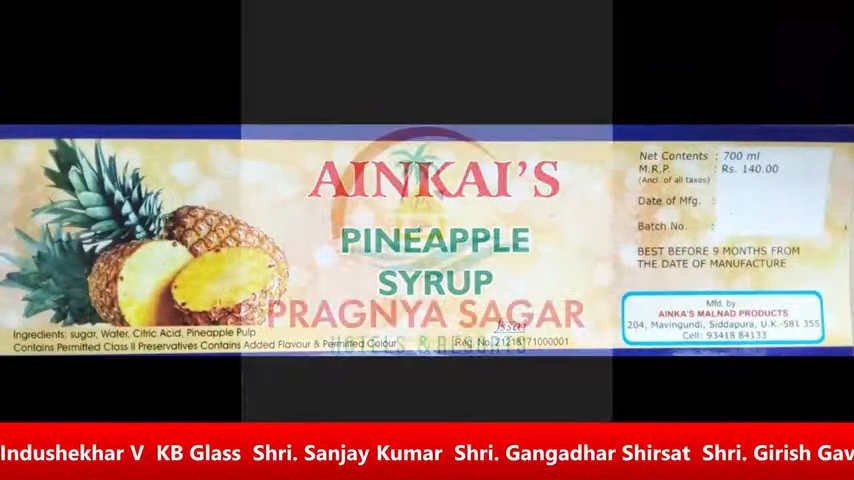 AINKAI'S
PINEAPPLE
SYRUP
PRAGNYA SAGAR
HOTELS & RESORTS
Ingredients: sugar, Water, Citric Acid, Pineapple Pulp
Contains Permitted Class II Preservatives Contains Added Flavour & Permitted Colour
fssai
Reg. No. 21218171000001
Net Contents : 700 ml
M.R.P. : Rs. 140.00
(Incl. of all taxes)
Date of Mfg. :
Batch No. :
BEST BEFORE 9 MONTHS FROM
THE DATE OF MANUFACTURE
Mfd. by
AINKA'S MALNAD PRODUCTS
204, Mavingundi, Siddapura, U.K.-581 355
Cell: 93418 84133
Indushekhar V KB Glass Shri. Sanjay Kumar Shri. Gangadhar Shirsat Shri. Girish Gav